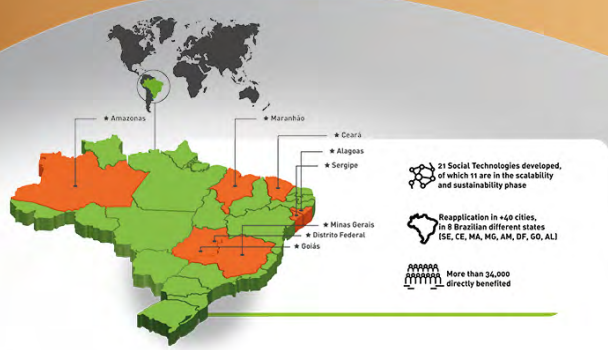 ★ Amazonas
★ Maranhão
★ Ceará
★ Alagoas
★ Sergipe
★ Minas Gerais
★ Distrito Federal
★ Goiás
21 Social Technologies developed,
of which 11 are in the scalability
and sustainability phase
Reapplication in +40 cities,
in 8 Brazilian different states
(SE, CE, MA, MG, AM, DF, GO, AL)
More than 34,000
directly benefited